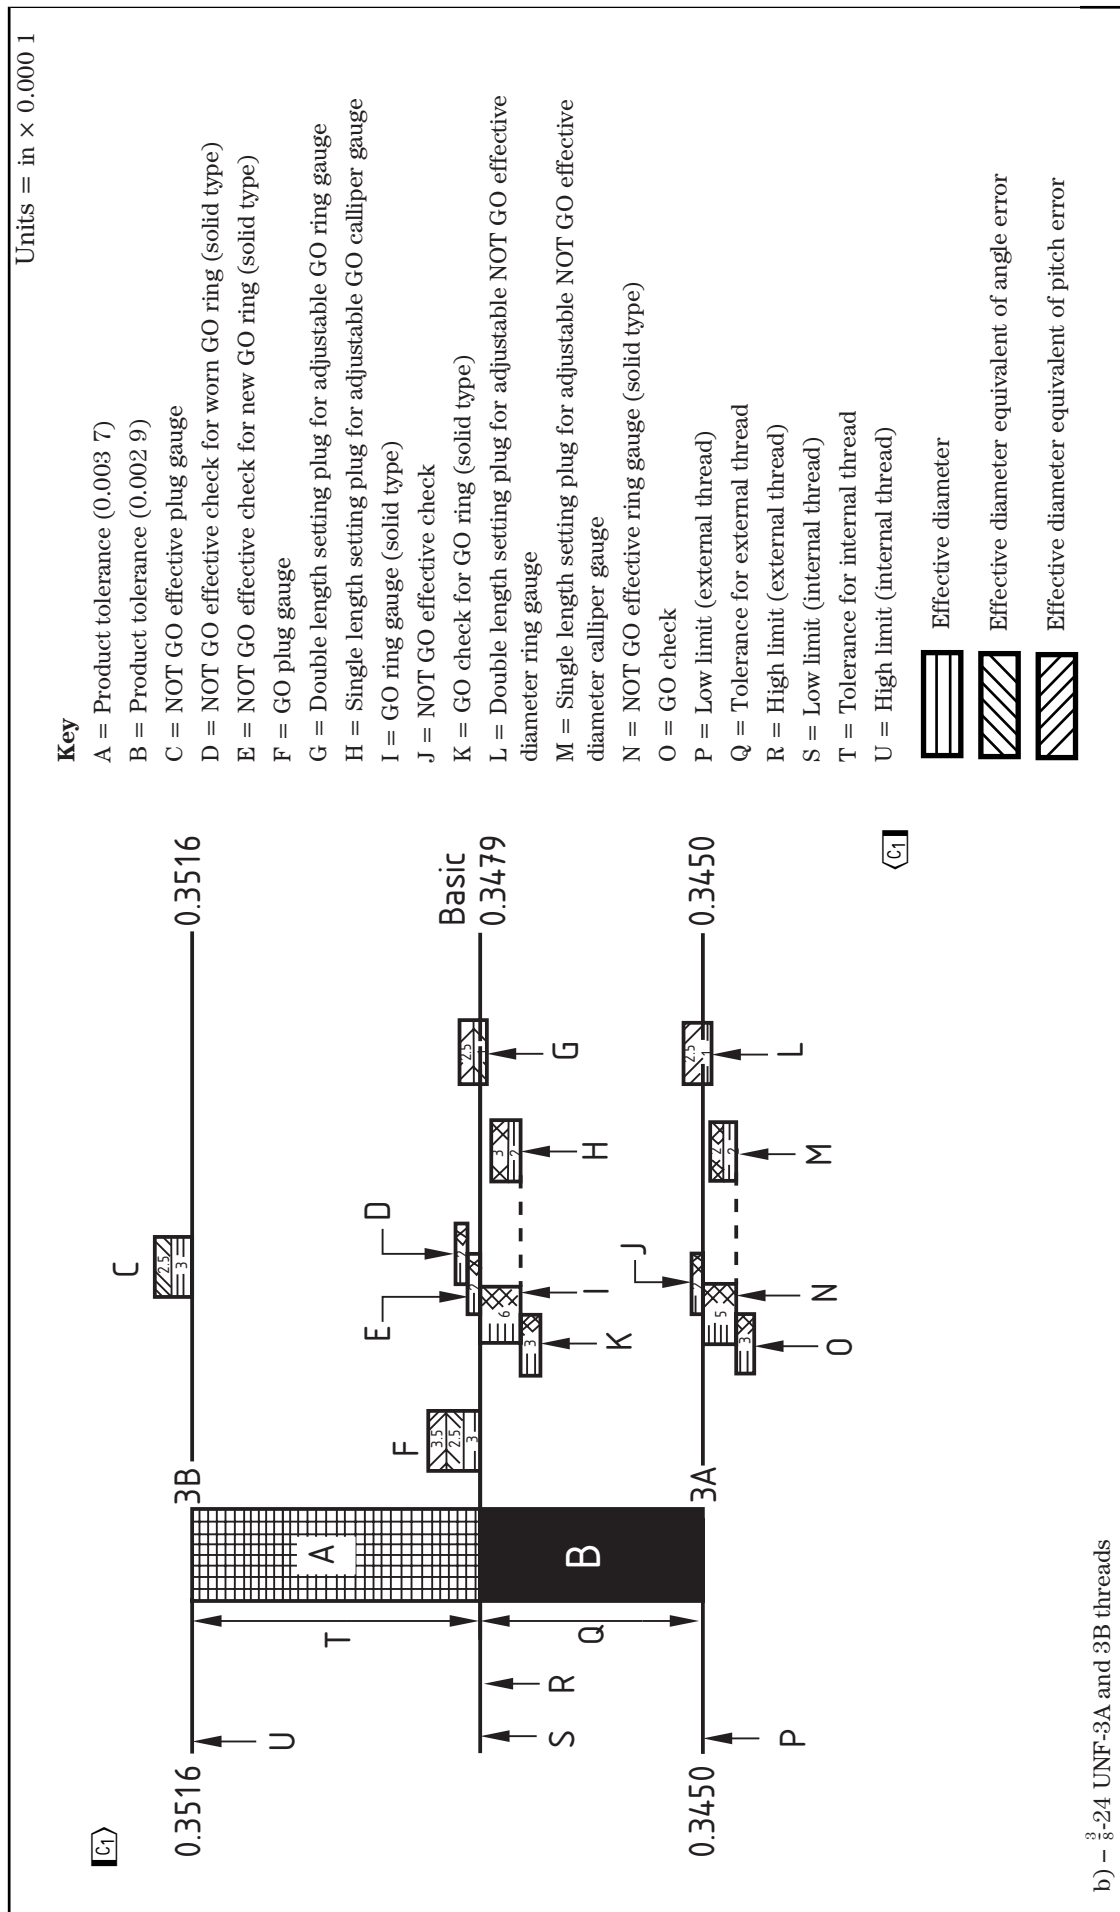 Units = in × 0.000 1
C1
0.3516
U
T
3B
A
C
2.5
3
0.3516
Key
A = Product tolerance (0.003 7)
B = Product tolerance (0.002 9)
C = NOT GO effective plug gauge
D = NOT GO effective check for worn GO ring (solid type)
E = NOT GO effective check for new GO ring (solid type)
F = GO plug gauge
G = Double length setting plug for adjustable GO ring gauge
H = Single length setting plug for adjustable GO calliper gauge
I = GO ring gauge (solid type)
J = NOT GO effective check
K = GO check for GO ring (solid type)
L = Double length setting plug for adjustable NOT GO effective
diameter ring gauge
M = Single length setting plug for adjustable NOT GO effective
diameter calliper gauge
N = NOT GO effective ring gauge (solid type)
O = GO check
P = Low limit (external thread)
Q = Tolerance for external thread
R = High limit (external thread)
S = Low limit (internal thread)
T = Tolerance for internal thread
U = High limit (internal thread)
Effective diameter
Effective diameter equivalent of angle error
Effective diameter equivalent of pitch error
S
R
F
3.5
2.5
3
E
D
2
2
K
3
I
6
H
3
2
G
2.5
1
Basic
0.3479
B
Q
0.3450
P
3A
J
2
O
3
N
5
M
2
2
L
2.5
1
0.3450
C1
b) – 3/8-24 UNF-3A and 3B threads